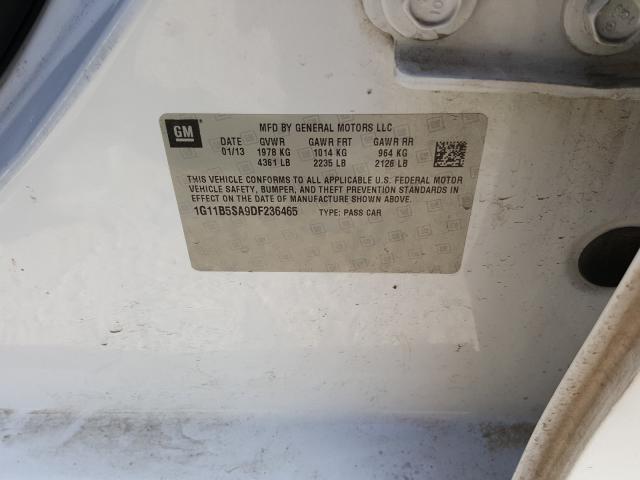 GM
MFD BY GENERAL MOTORS LLC
DATE GVWR GAWR FRT GAWR RR
01/13 1978 KG 1014 KG 964 KG
4361 LB 2235 LB 2126 LB
THIS VEHICLE CONFORMS TO ALL APPLICABLE U.S. FEDERAL MOTOR
VEHICLE SAFETY, BUMPER, AND THEFT PREVENTION STANDARDS IN
EFFECT ON THE DATE OF MANUFACTURE SHOWN ABOVE.
1G11B5SA9DF236465 TYPE: PASS CAR